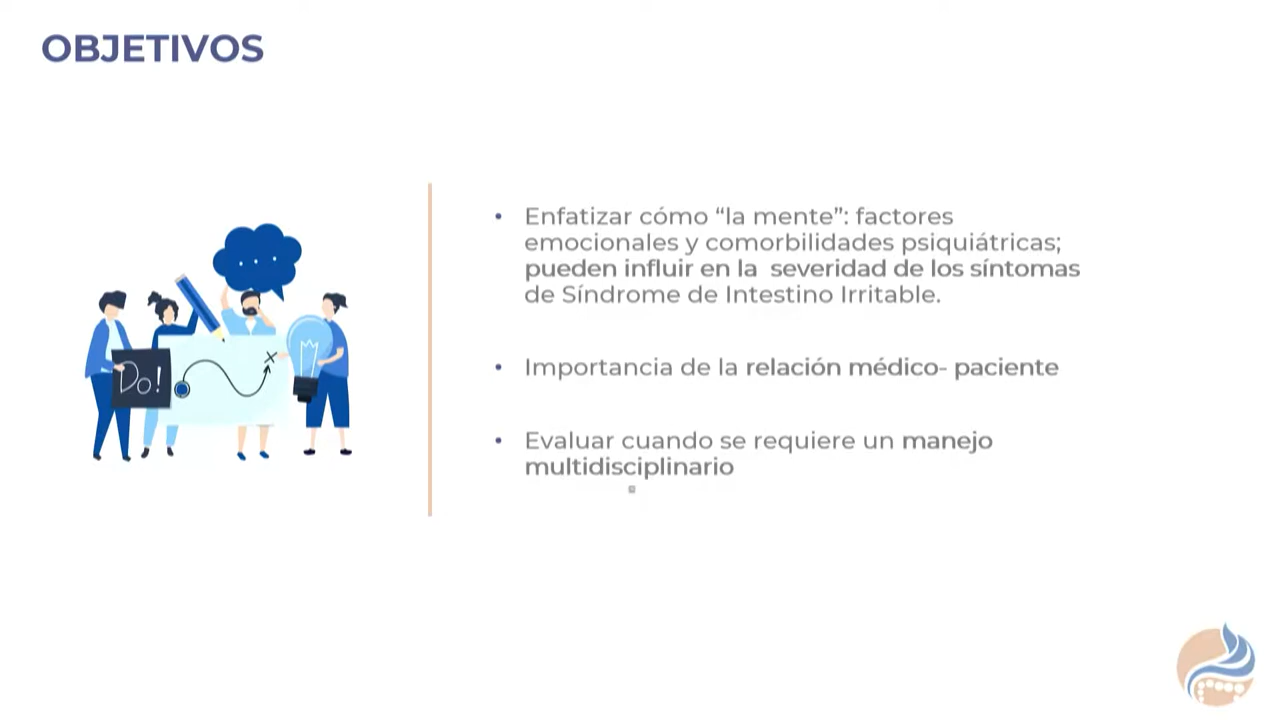 OBJETIVOS
• Enfatizar cómo “la mente”: factores
emocionales y comorbilidades psiquiátricas;
pueden influir en la severidad de los síntomas
de Síndrome de Intestino Irritable.
• Importancia de la relación médico- paciente
• Evaluar cuando se requiere un manejo
multidisciplinario
Do!